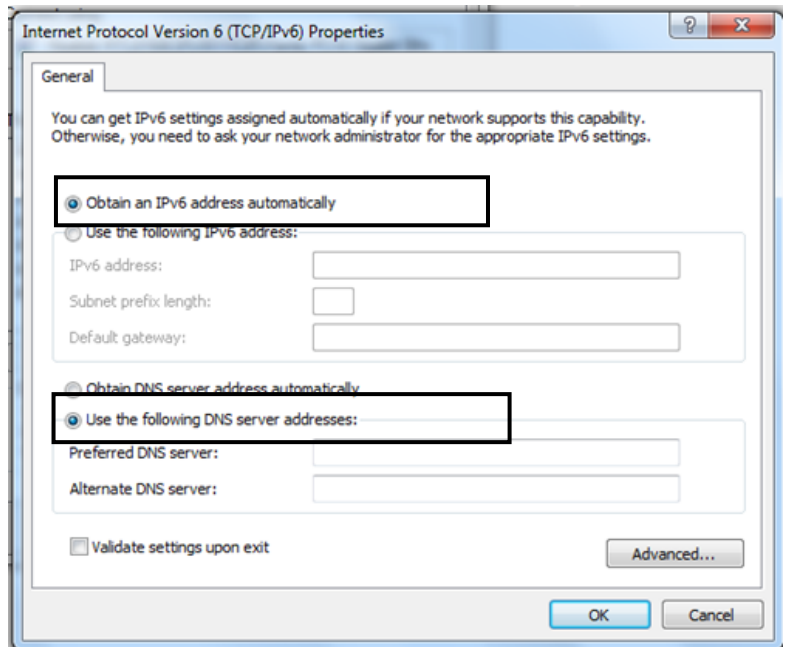 Internet Protocol Version 6 (TCP/IPv6) Properties
General
You can get IPv6 settings assigned automatically if your network supports this capability.
Otherwise, you need to ask your network administrator for the appropriate IPv6 settings.
Obtain an IPv6 address automatically
Use the following IPv6 address:
IPv6 address:
Subnet prefix length:
Default gateway:
Obtain DNS server address automatically
Use the following DNS server addresses:
Preferred DNS server:
Alternate DNS server:
Validate settings upon exit
Advanced...
OK Cancel